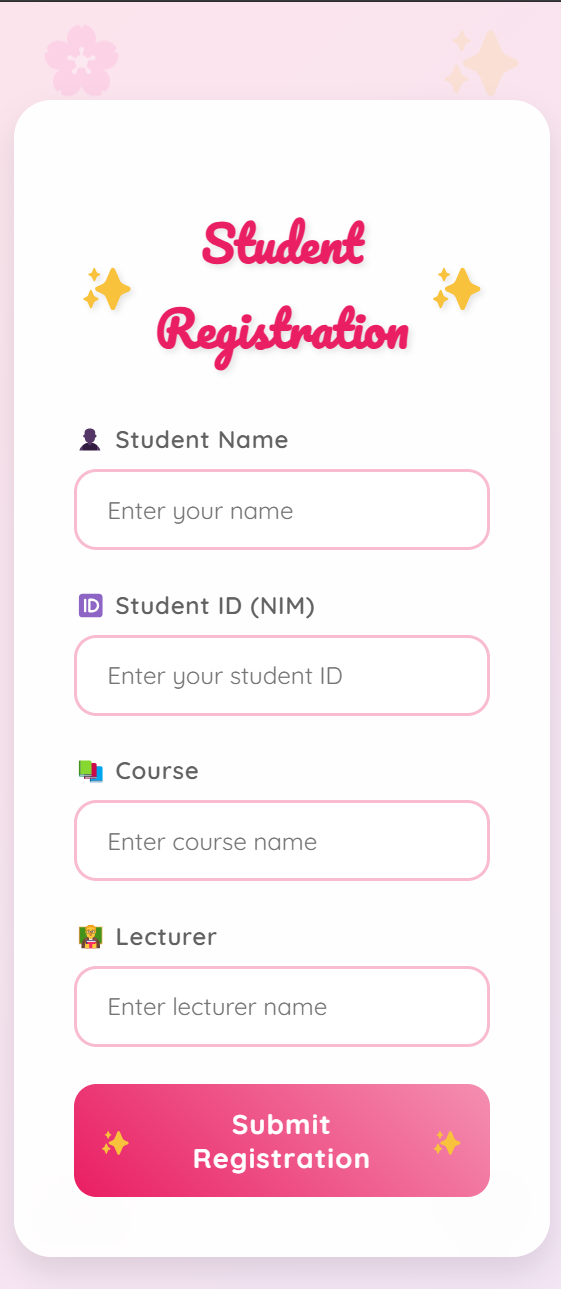 Student
Registration
Student Name
Enter your name
ID Student ID (NIM)
Enter your student ID
Course
Enter course name
Lecturer
Enter lecturer name
Submit
Registration